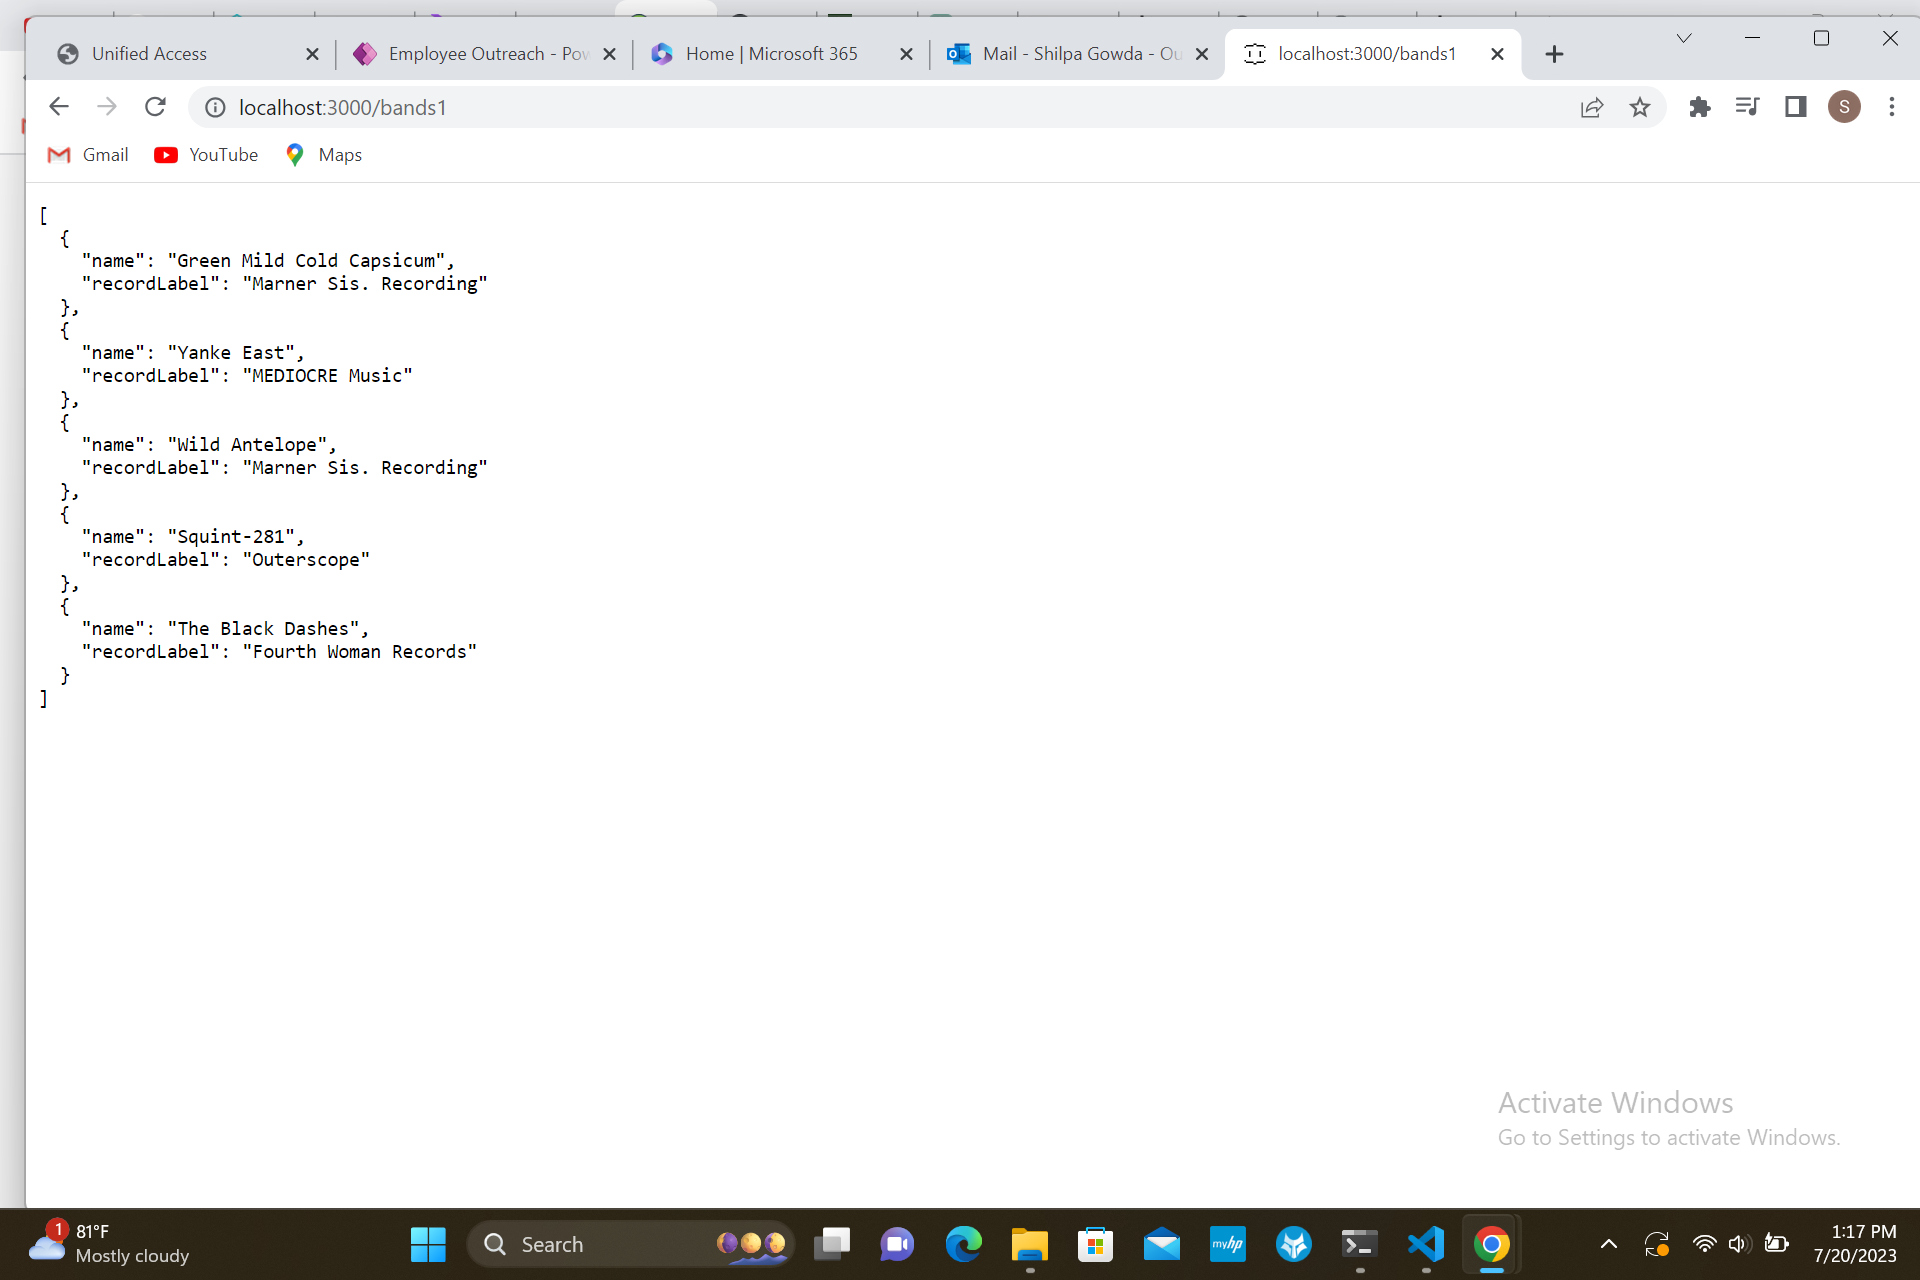 Unified Access
Employee Outreach - Pow
Home | Microsoft 365
Mail - Shilpa Gowda - Ou
localhost:3000/bands1
localhost:3000/bands1
S
Gmail
YouTube
Maps
[
{
"name": "Green Mild Cold Capsicum",
"recordLabel": "Marner Sis. Recording"
},
{
"name": "Yanke East",
"recordLabel": "MEDIOCRE Music"
},
{
"name": "Wild Antelope",
"recordLabel": "Marner Sis. Recording"
},
{
"name": "Squint-281",
"recordLabel": "Outerscope"
},
{
"name": "The Black Dashes",
"recordLabel": "Fourth Woman Records"
}
]
Activate Windows
Go to Settings to activate Windows.
1
81°F
Mostly cloudy
Search
myhp
1:17 PM
7/20/2023